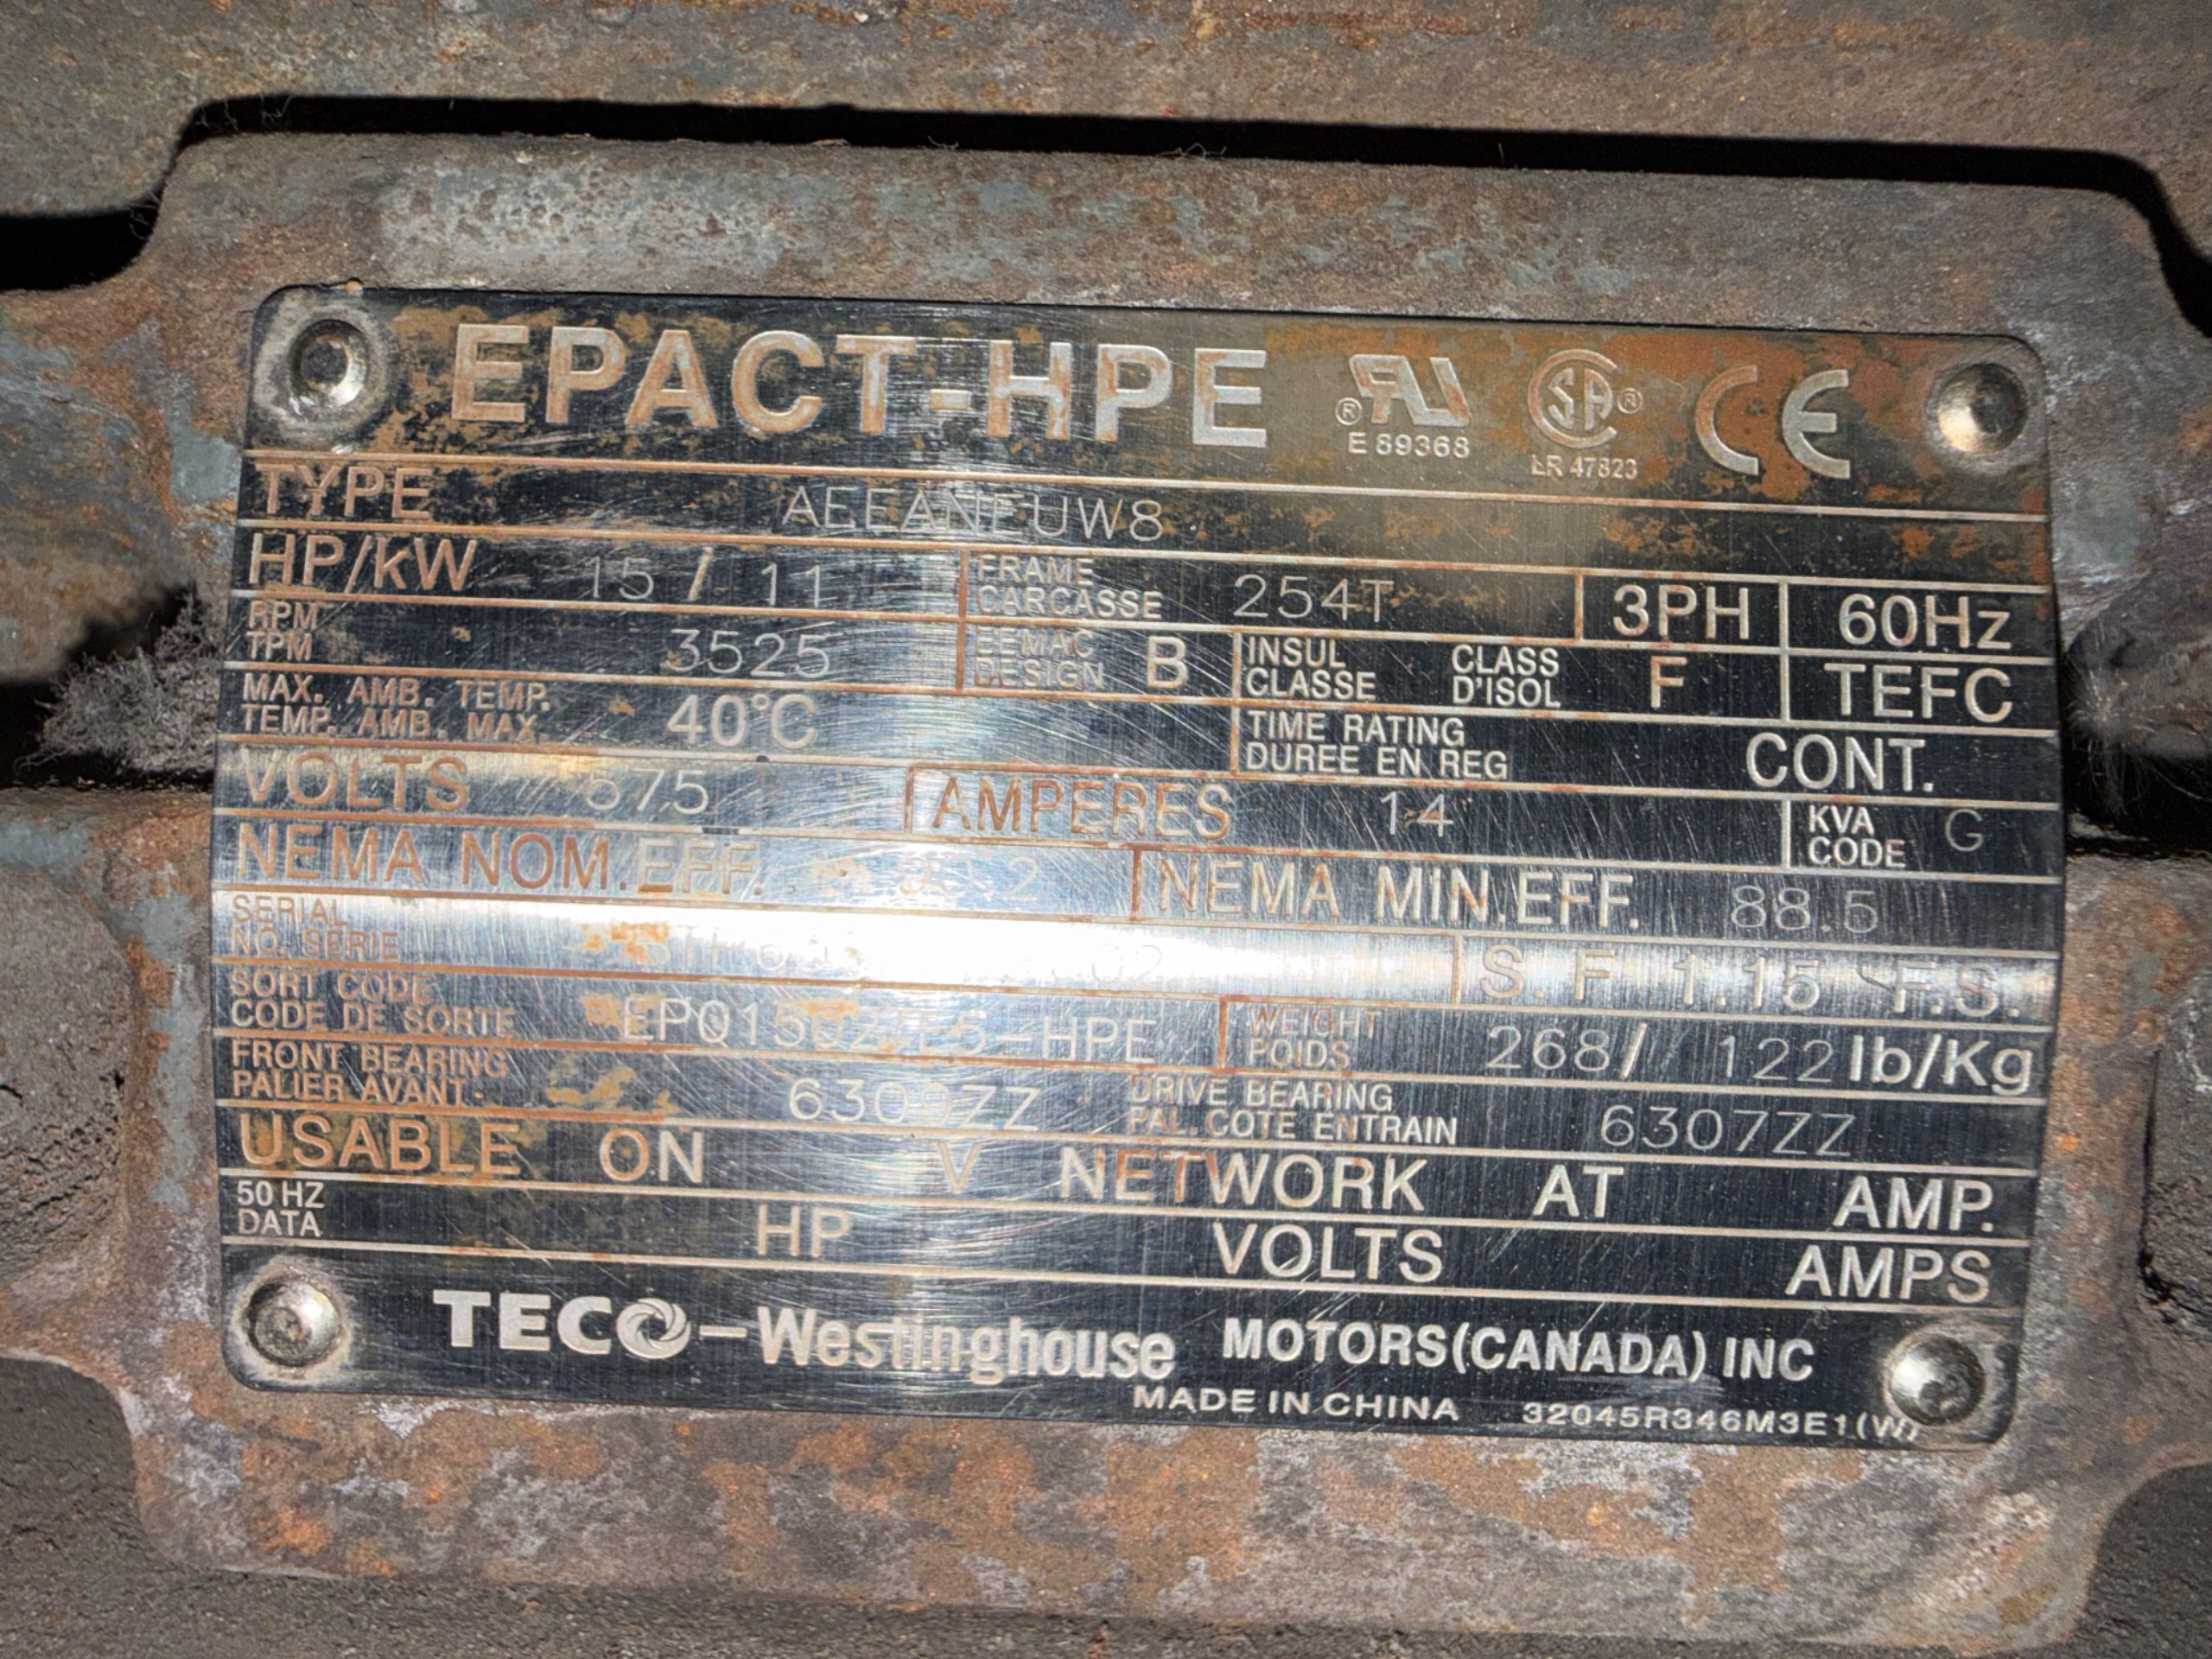 EPACT-HPE
® E 89368 LR 47823 ® CE
TYPE AEEANEUW8
HP/kW 15 / 11 FRAME CARCASSE 254T 3PH 60Hz
RPM TPM 3525 EEMAC DESIGN B INSUL CLASSE CLASS D'ISOL F TEFC
MAX. AMB. TEMP. TEMP. AMB. MAX. 40°C TIME RATING DUREE EN REG CONT.
VOLTS 575 AMPERES 14 KVA CODE G
NEMA NOM.EFF. NEMA MIN.EFF. 88.5
SERIAL NO. SERIE S.F 1.15 F.S.
SORT CODE CODE DE SORTE WEIGHT POIDS 268/ 122 lb/Kg
FRONT BEARING PALIER AVANT. 6309ZZ DRIVE BEARING PAL. COTE ENTRAIN 6307ZZ
USABLE ON V NETWORK AT AMP.
50 HZ DATA HP VOLTS AMPS
TECO-Westinghouse MOTORS(CANADA) INC
MADE IN CHINA 32045R346M3E1(W)